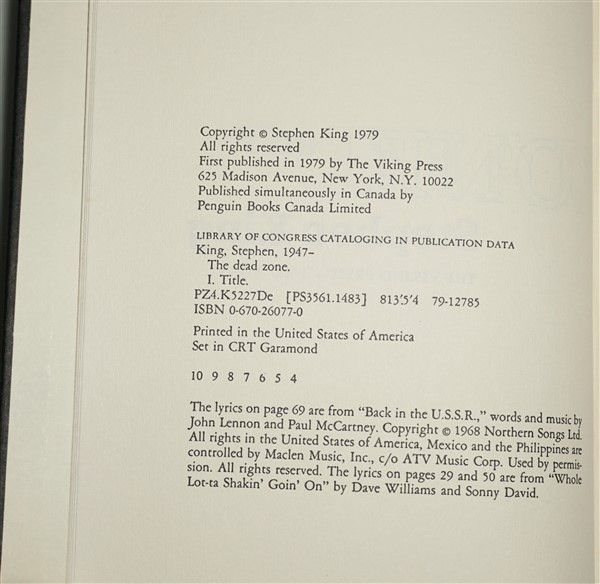 Copyright © Stephen King 1979
All rights reserved
First published in 1979 by The Viking Press
625 Madison Avenue, New York, N.Y. 10022
Published simultaneously in Canada by
Penguin Books Canada Limited
LIBRARY OF CONGRESS CATALOGING IN PUBLICATION DATA
King, Stephen, 1947–
The dead zone.
I. Title.
PZ4.K5227De [PS3561.I483] 813'.5'4 79-12785
ISBN 0-670-26077-0
Printed in the United States of America
Set in CRT Garamond
10 9 8 7 6 5 4
The lyrics on page 69 are from “Back in the U.S.S.R.,” words and music by
John Lennon and Paul McCartney. Copyright © 1968 Northern Songs Ltd.
All rights in the United States of America, Mexico and the Philippines are
controlled by Maclen Music, Inc., c/o ATV Music Corp. Used by permis-
sion. All rights reserved. The lyrics on pages 29 and 50 are from “Whole
Lot-ta Shakin' Goin' On” by Dave Williams and Sonny David.